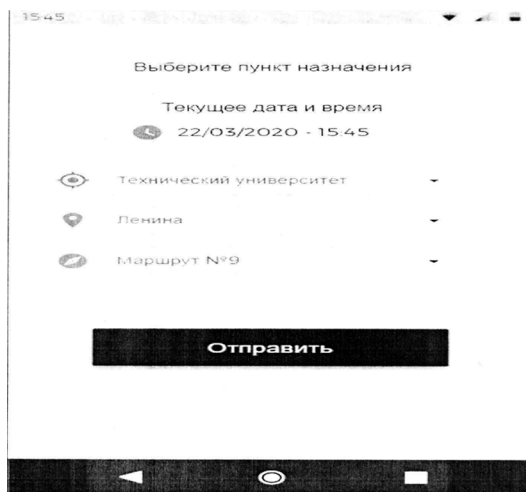 15:45
Выберите пункт назначения
Текущее дата и время
22/03/2020 - 15:45
Технический университет
Ленина
Маршрут №9
Отправить